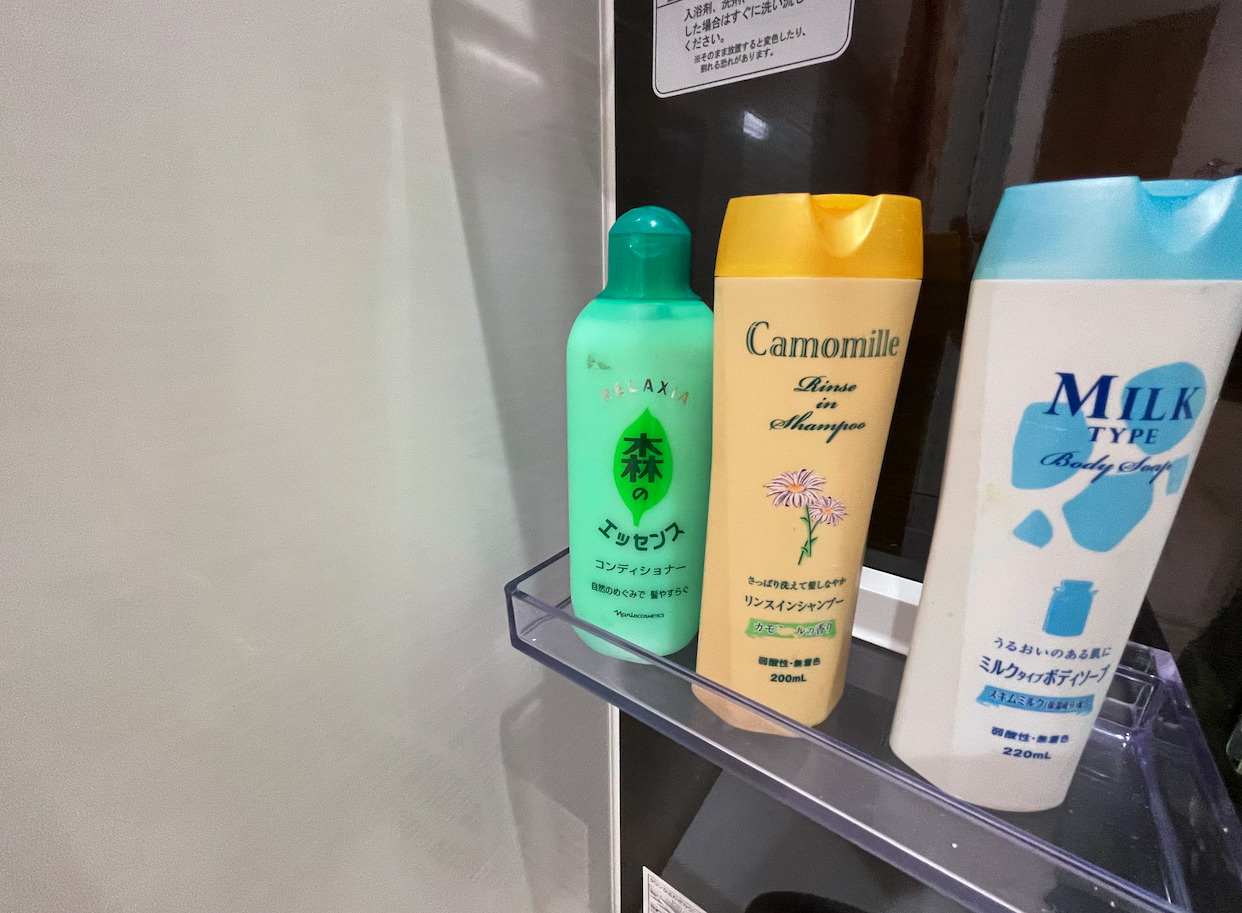 入浴剤、洗剤、
した場合はすぐに洗い流し
ください。
※そのまま放置すると変色したり、
割れる恐れがあります。
RELAXiA
森
の
エッセンス
コンディショナー
自然のめぐみで 髪やすらぐ
Naris COSMETICS
Camomille
Rinse
in
Shampoo
さっぱり洗えて髪しなやか
リンスインシャンプー
の香り
弱酸性・無着色
200mL
MILK
TYPE
Body Soap
うるおいのある肌に
ミルクタイプボディソープ
スキムミルク
弱酸性・無着色
220mL